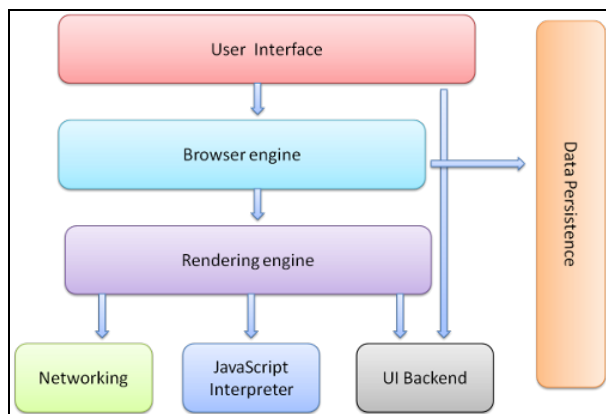 User Interface
Browser engine
Data Persistence
Rendering engine
Networking
JavaScript
Interpreter
UI Backend